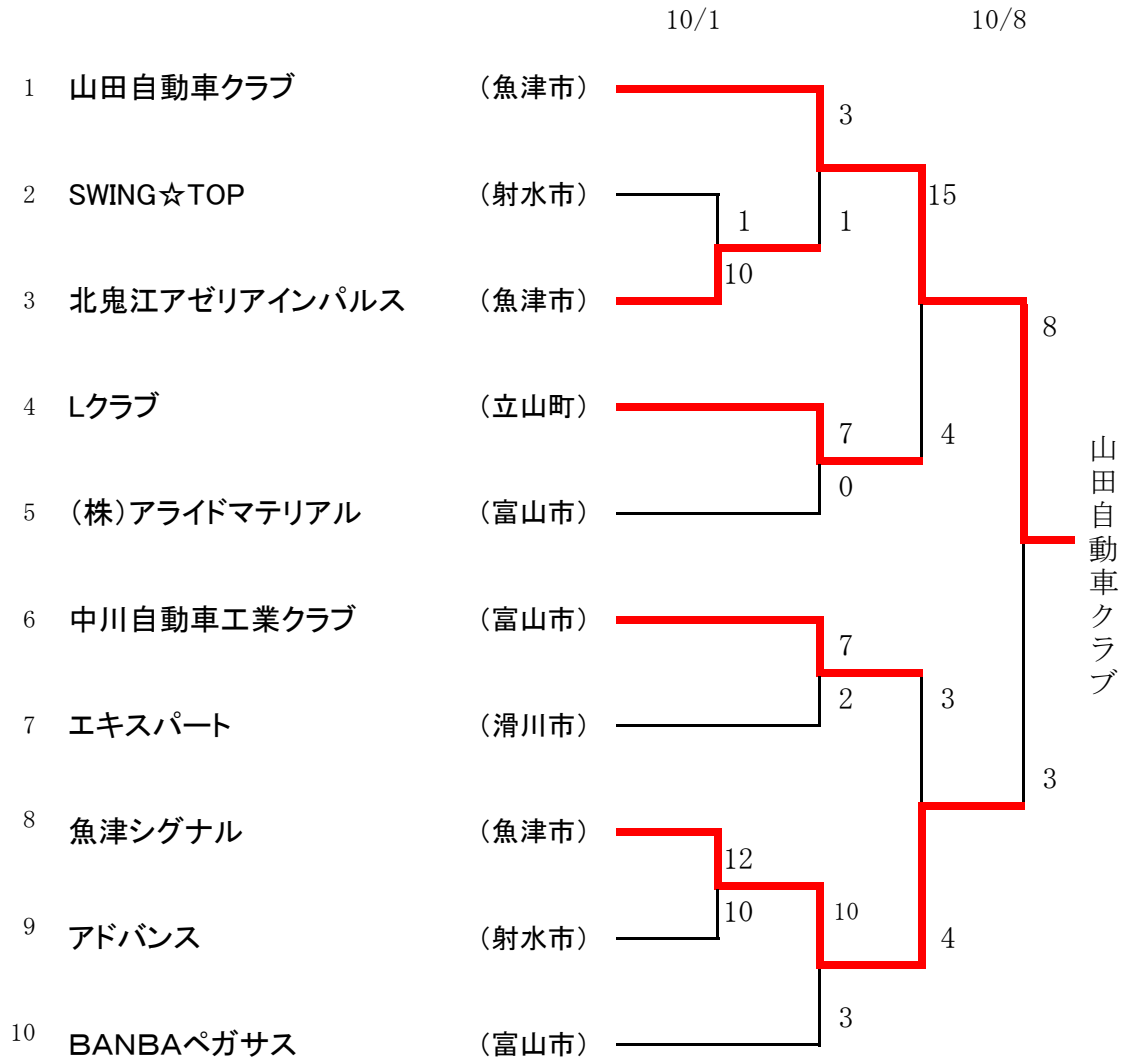 10/1 10/8
1 山田自動車クラブ （魚津市）
3
2 SWING☆TOP （射水市）
15
1 1
10
3 北鬼江アゼリアインパルス （魚津市）
8
4 Lクラブ （立山町）
7 4
0
5 （株）アライドマテリアル （富山市）
山田自動車クラブ
6 中川自動車工業クラブ （富山市）
7
2 3
7 エキスパート （滑川市）
3
8 魚津シグナル （魚津市）
12
10 10
9 アドバンス （射水市）
4
3
10 BANBAペガサス （富山市）